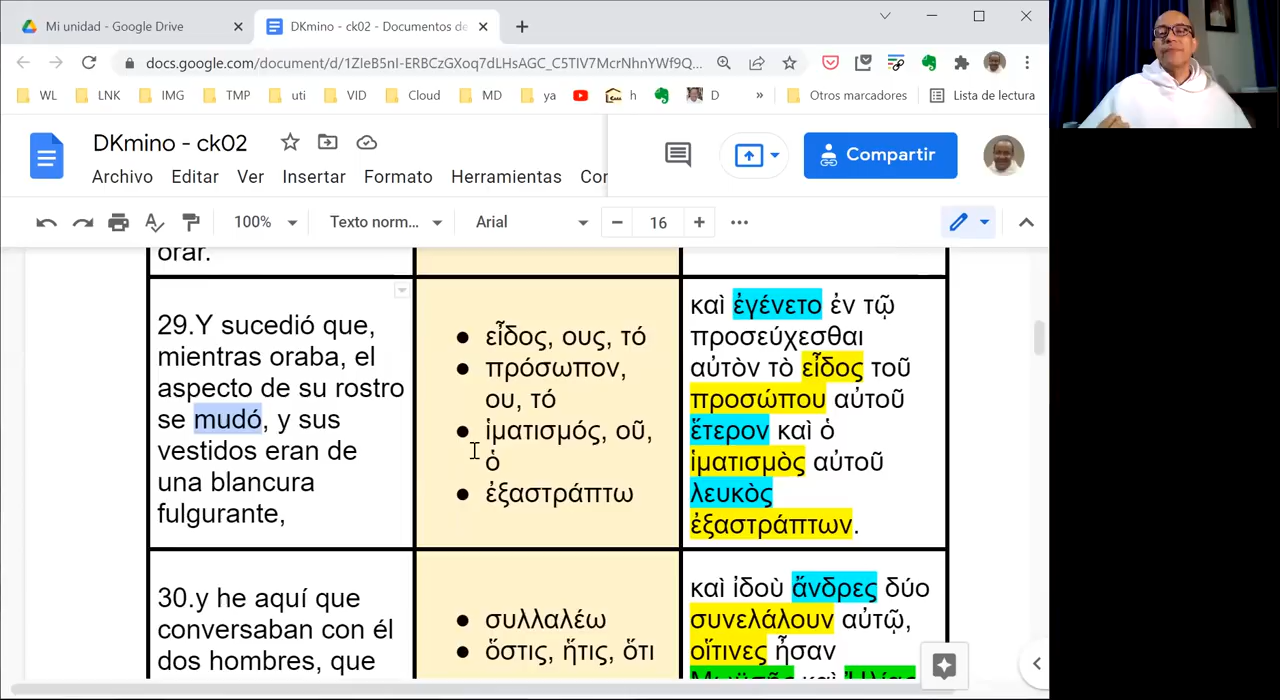 Mi unidad - Google Drive
DKmino - ck02 - Documentos de
docs.google.com/document/d/1ZIeB5nI-ERBCzGXoq7dLHsAGC_C5TIV7McrNhnYWf9Q...
WL LNK IMG TMP uti VID Cloud MD ya h D » Otros marcadores Lista de lectura
DKmino - ck02
Compartir
Archivo Editar Ver Insertar Formato Herramientas
100% Texto norm... Arial 16
orar.
29.Y sucedió que,
mientras oraba, el
aspecto de su rostro
se mudó, y sus
vestidos eran de
una blancura
fulgurante,
εἶδος, ους, τό
πρόσωπον,
ου, τό
ἱματισμός, οῦ,
ὁ
ἐξαστράπτω
καὶ ἐγένετο ἐν τῷ
προσεύχεσθαι
αὐτὸν τὸ εἶδος τοῦ
προσώπου αὐτοῦ
ἕτερον καὶ ὁ
ἱματισμὸς αὐτοῦ
λευκὸς
ἐξαστράπτων.
30.y he aquí que
conversaban con él
dos hombres, que
συλλαλέω
ὅστις, ἥτις, ὅτι
καὶ ἰδοὺ ἄνδρες δύο
συνελάλουν αὐτῷ,
οἵτινες ἦσαν
Μωϋσῆς καὶ Ἠλίας